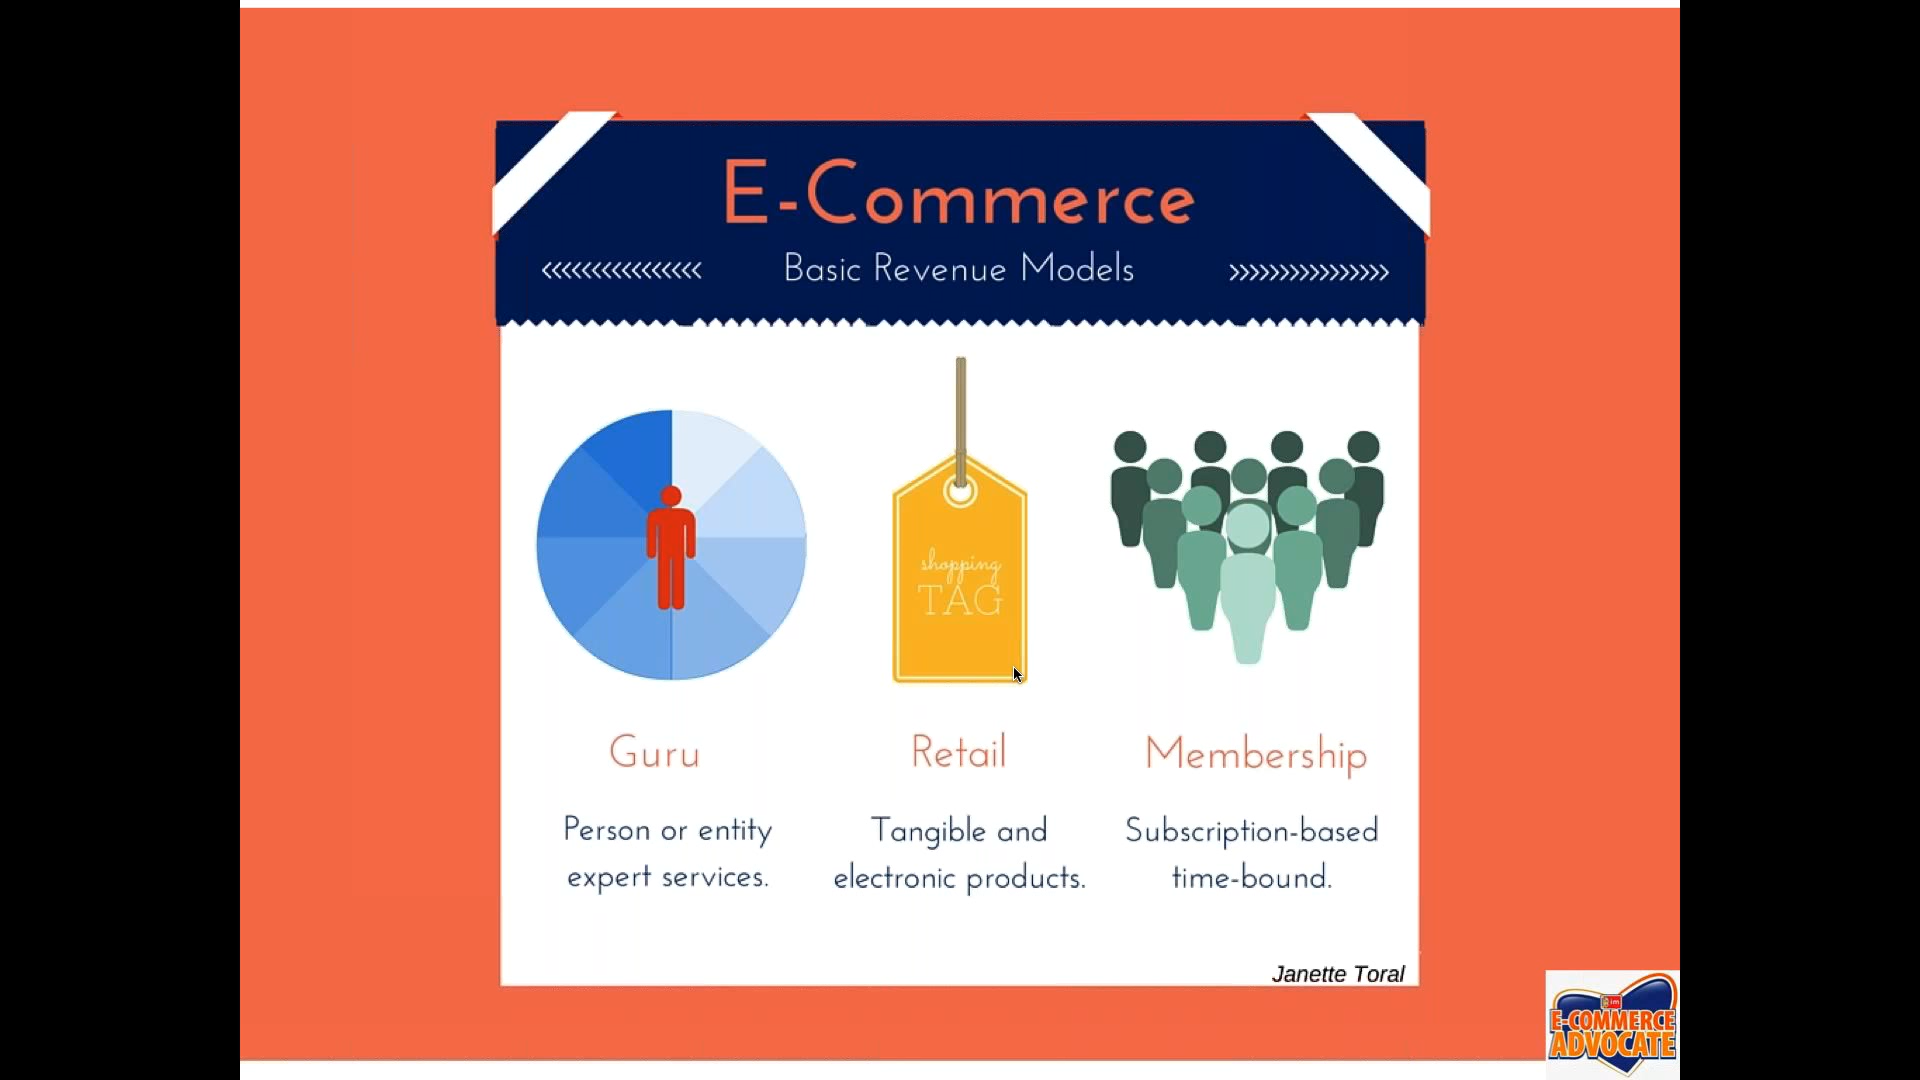 E-Commerce
<<<<<<<<<<<<<<<< Basic Revenue Models >>>>>>>>>>>>>>>>
shopping
TAG
Guru
Retail
Membership
Person or entity
expert services.
Tangible and
electronic products.
Subscription-based
time-bound.
Janette Toral
im
E-COMMERCE
ADVOCATE